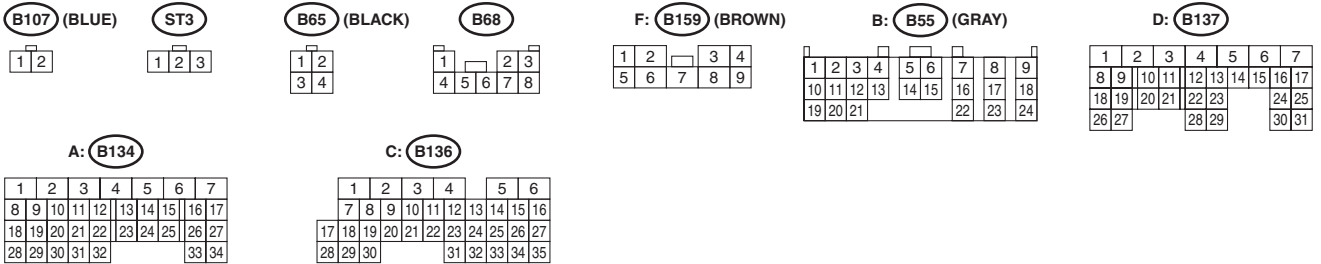 B107 (BLUE) ST3 B65 (BLACK) B68 F: B159 (BROWN) B: B55 (GRAY) D: B137
1 2
1 2 3
1 2
3 4
1 2 3
4 5 6 7 8
1 2 3 4
5 6 7 8 9
1 2 3 4 5 6 7 8 9
10 11 12 13 14 15 16 17 18
19 20 21 22 23 24
1 2 3 4 5 6 7
8 9 10 11 12 13 14 15 16 17
18 19 20 21 22 23 24 25
26 27 28 29 30 31
A: B134 C: B136
1 2 3 4 5 6 7
8 9 10 11 12 13 14 15 16 17
18 19 20 21 22 23 24 25 26 27
28 29 30 31 32 33 34
1 2 3 4 5 6
7 8 9 10 11 12 13 14 15 16
17 18 19 20 21 22 23 24 25 26 27
28 29 30 31 32 33 34 35